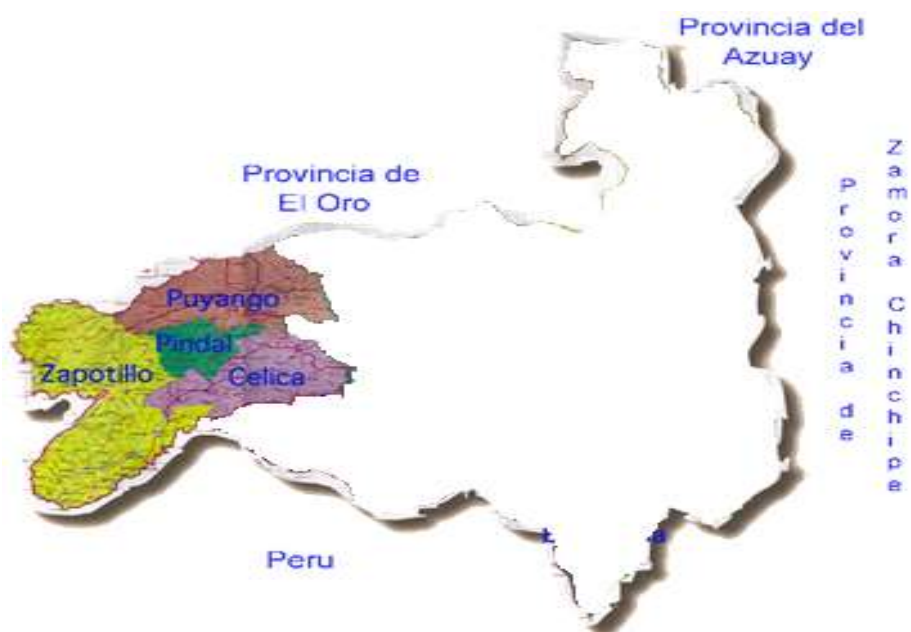 Provincia del
Azuay
Provincia de
El Oro
Provincia de
Zamora Chinchipe
Puyango
Pindal
Zapotillo
Celica
Peru